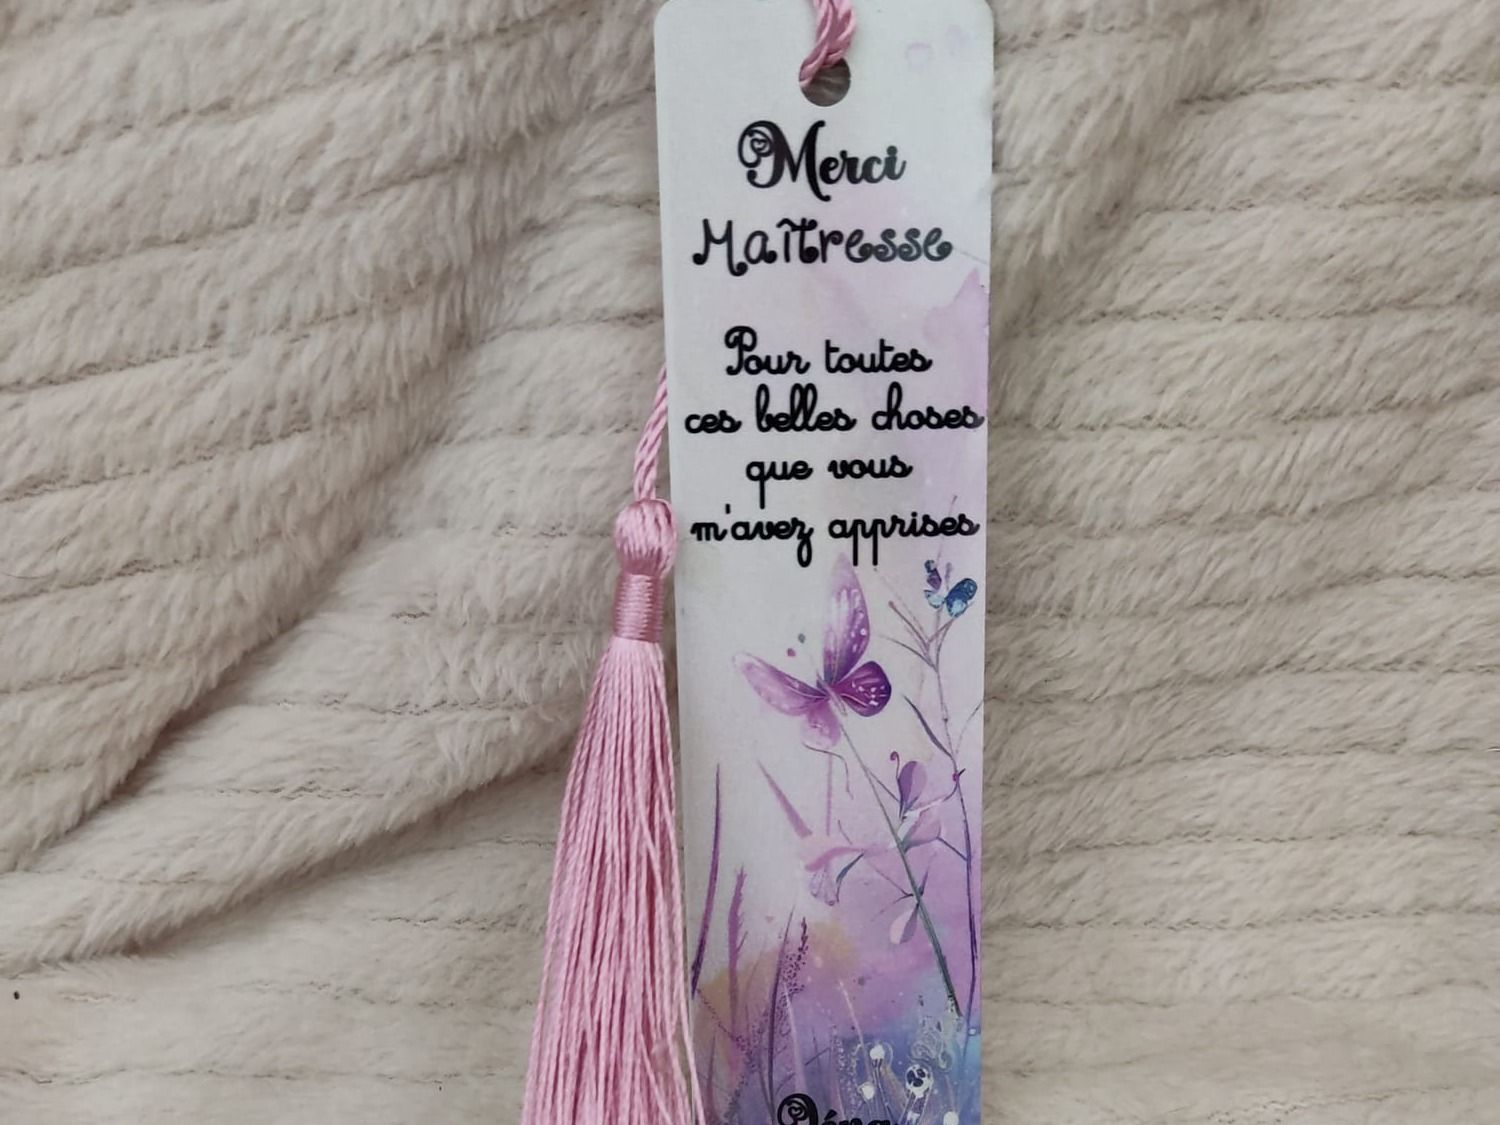 Merci
Maîtresse
Pour toutes
ces belles choses
que vous
m'avez apprises